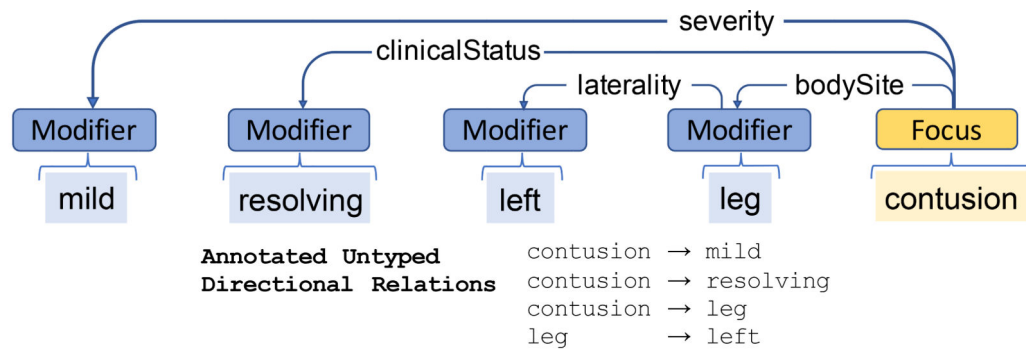 severity
clinicalStatus
laterality bodySite
Modifier Modifier Modifier Modifier Focus
mild resolving left leg contusion
Annotated Untyped
Directional Relations
contusion → mild
contusion → resolving
contusion → leg
leg → left